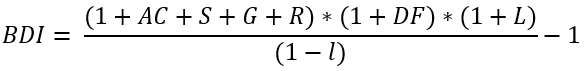 BDI = (1 + AC + S + G + R) * (1 + DF) * (1 + L) / (1 − l) − 1